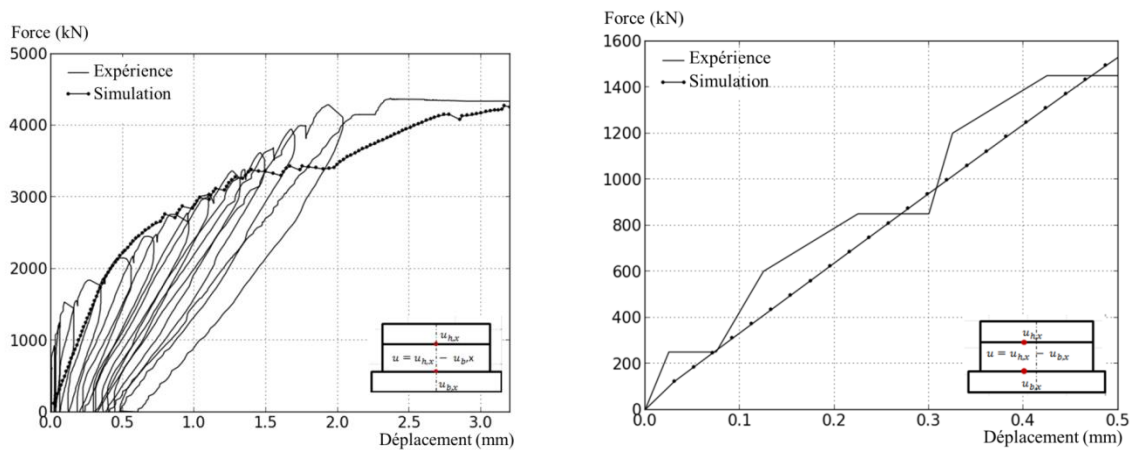 Force (kN)
5000
4000
3000
2000
1000
0
0.0 0.5 1.0 1.5 2.0 2.5 3.0
Expérience
Simulation
u_{h,x}
u = u_{h,x} − u_b,x
u_{b,x}
Déplacement (mm)
Force (kN)
1600
1400
1200
1000
800
600
400
200
0
0.0 0.1 0.2 0.3 0.4 0.5
Expérience
Simulation
u_{h,x}
u = u_{h,x} − u_{b,x}
u_{b,x}
Déplacement (mm)